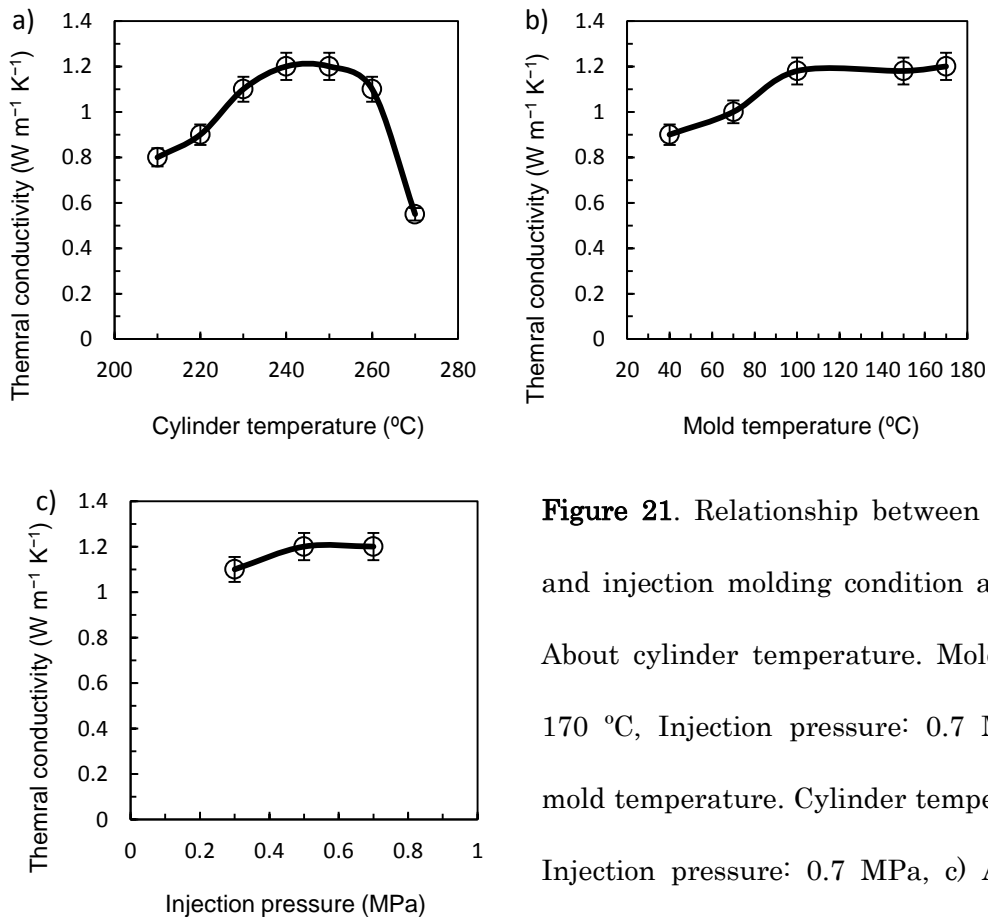 a)
Themral conductivity (W m⁻¹ K⁻¹)
1.4
1.2
1
0.8
0.6
0.4
0.2
0
200 220 240 260 280
Cylinder temperature (ºC)
b)
Themral conductivity (W m⁻¹ K⁻¹)
1.4
1.2
1
0.8
0.6
0.4
0.2
0
20 40 60 80 100 120 140 160 180
Mold temperature (ºC)
c)
Themral conductivity (W m⁻¹ K⁻¹)
1.4
1.2
1
0.8
0.6
0.4
0.2
0
0 0.2 0.4 0.6 0.8 1
Injection pressure (MPa)
Figure 21. Relationship between
and injection molding condition a
About cylinder temperature. Mol
170 ºC, Injection pressure: 0.7 M
mold temperature. Cylinder tempe
Injection pressure: 0.7 MPa, c) A